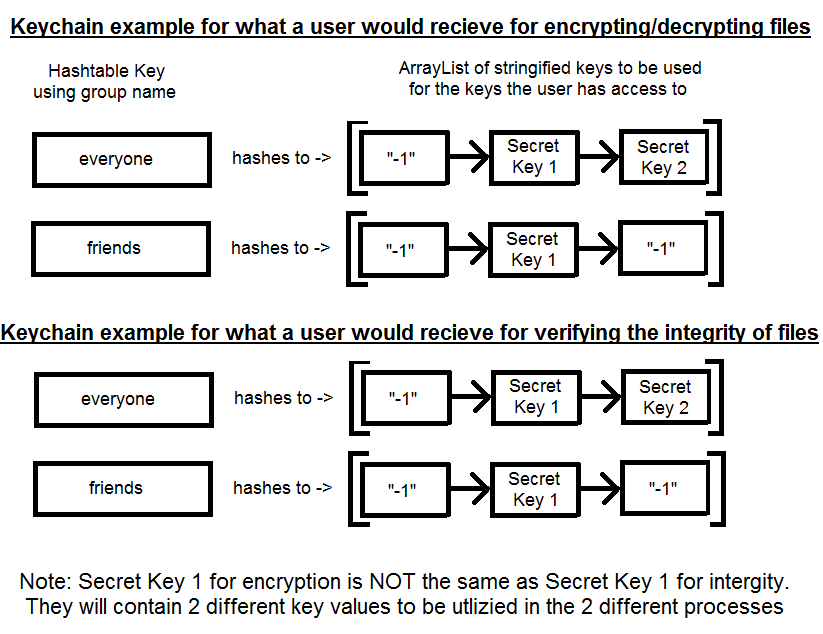 Keychain example for what a user would recieve for encrypting/decrypting files
Hashtable Key
using group name
ArrayList of stringified keys to be used
for the keys the user has access to
everyone
hashes to ->
"-1"
Secret
Key 1
Secret
Key 2
friends
hashes to ->
"-1"
Secret
Key 1
"-1"
Keychain example for what a user would recieve for verifying the integrity of files
everyone
hashes to ->
"-1"
Secret
Key 1
Secret
Key 2
friends
hashes to ->
"-1"
Secret
Key 1
"-1"
Note: Secret Key 1 for encryption is NOT the same as Secret Key 1 for intergity.
They will contain 2 different key values to be utlizied in the 2 different processes